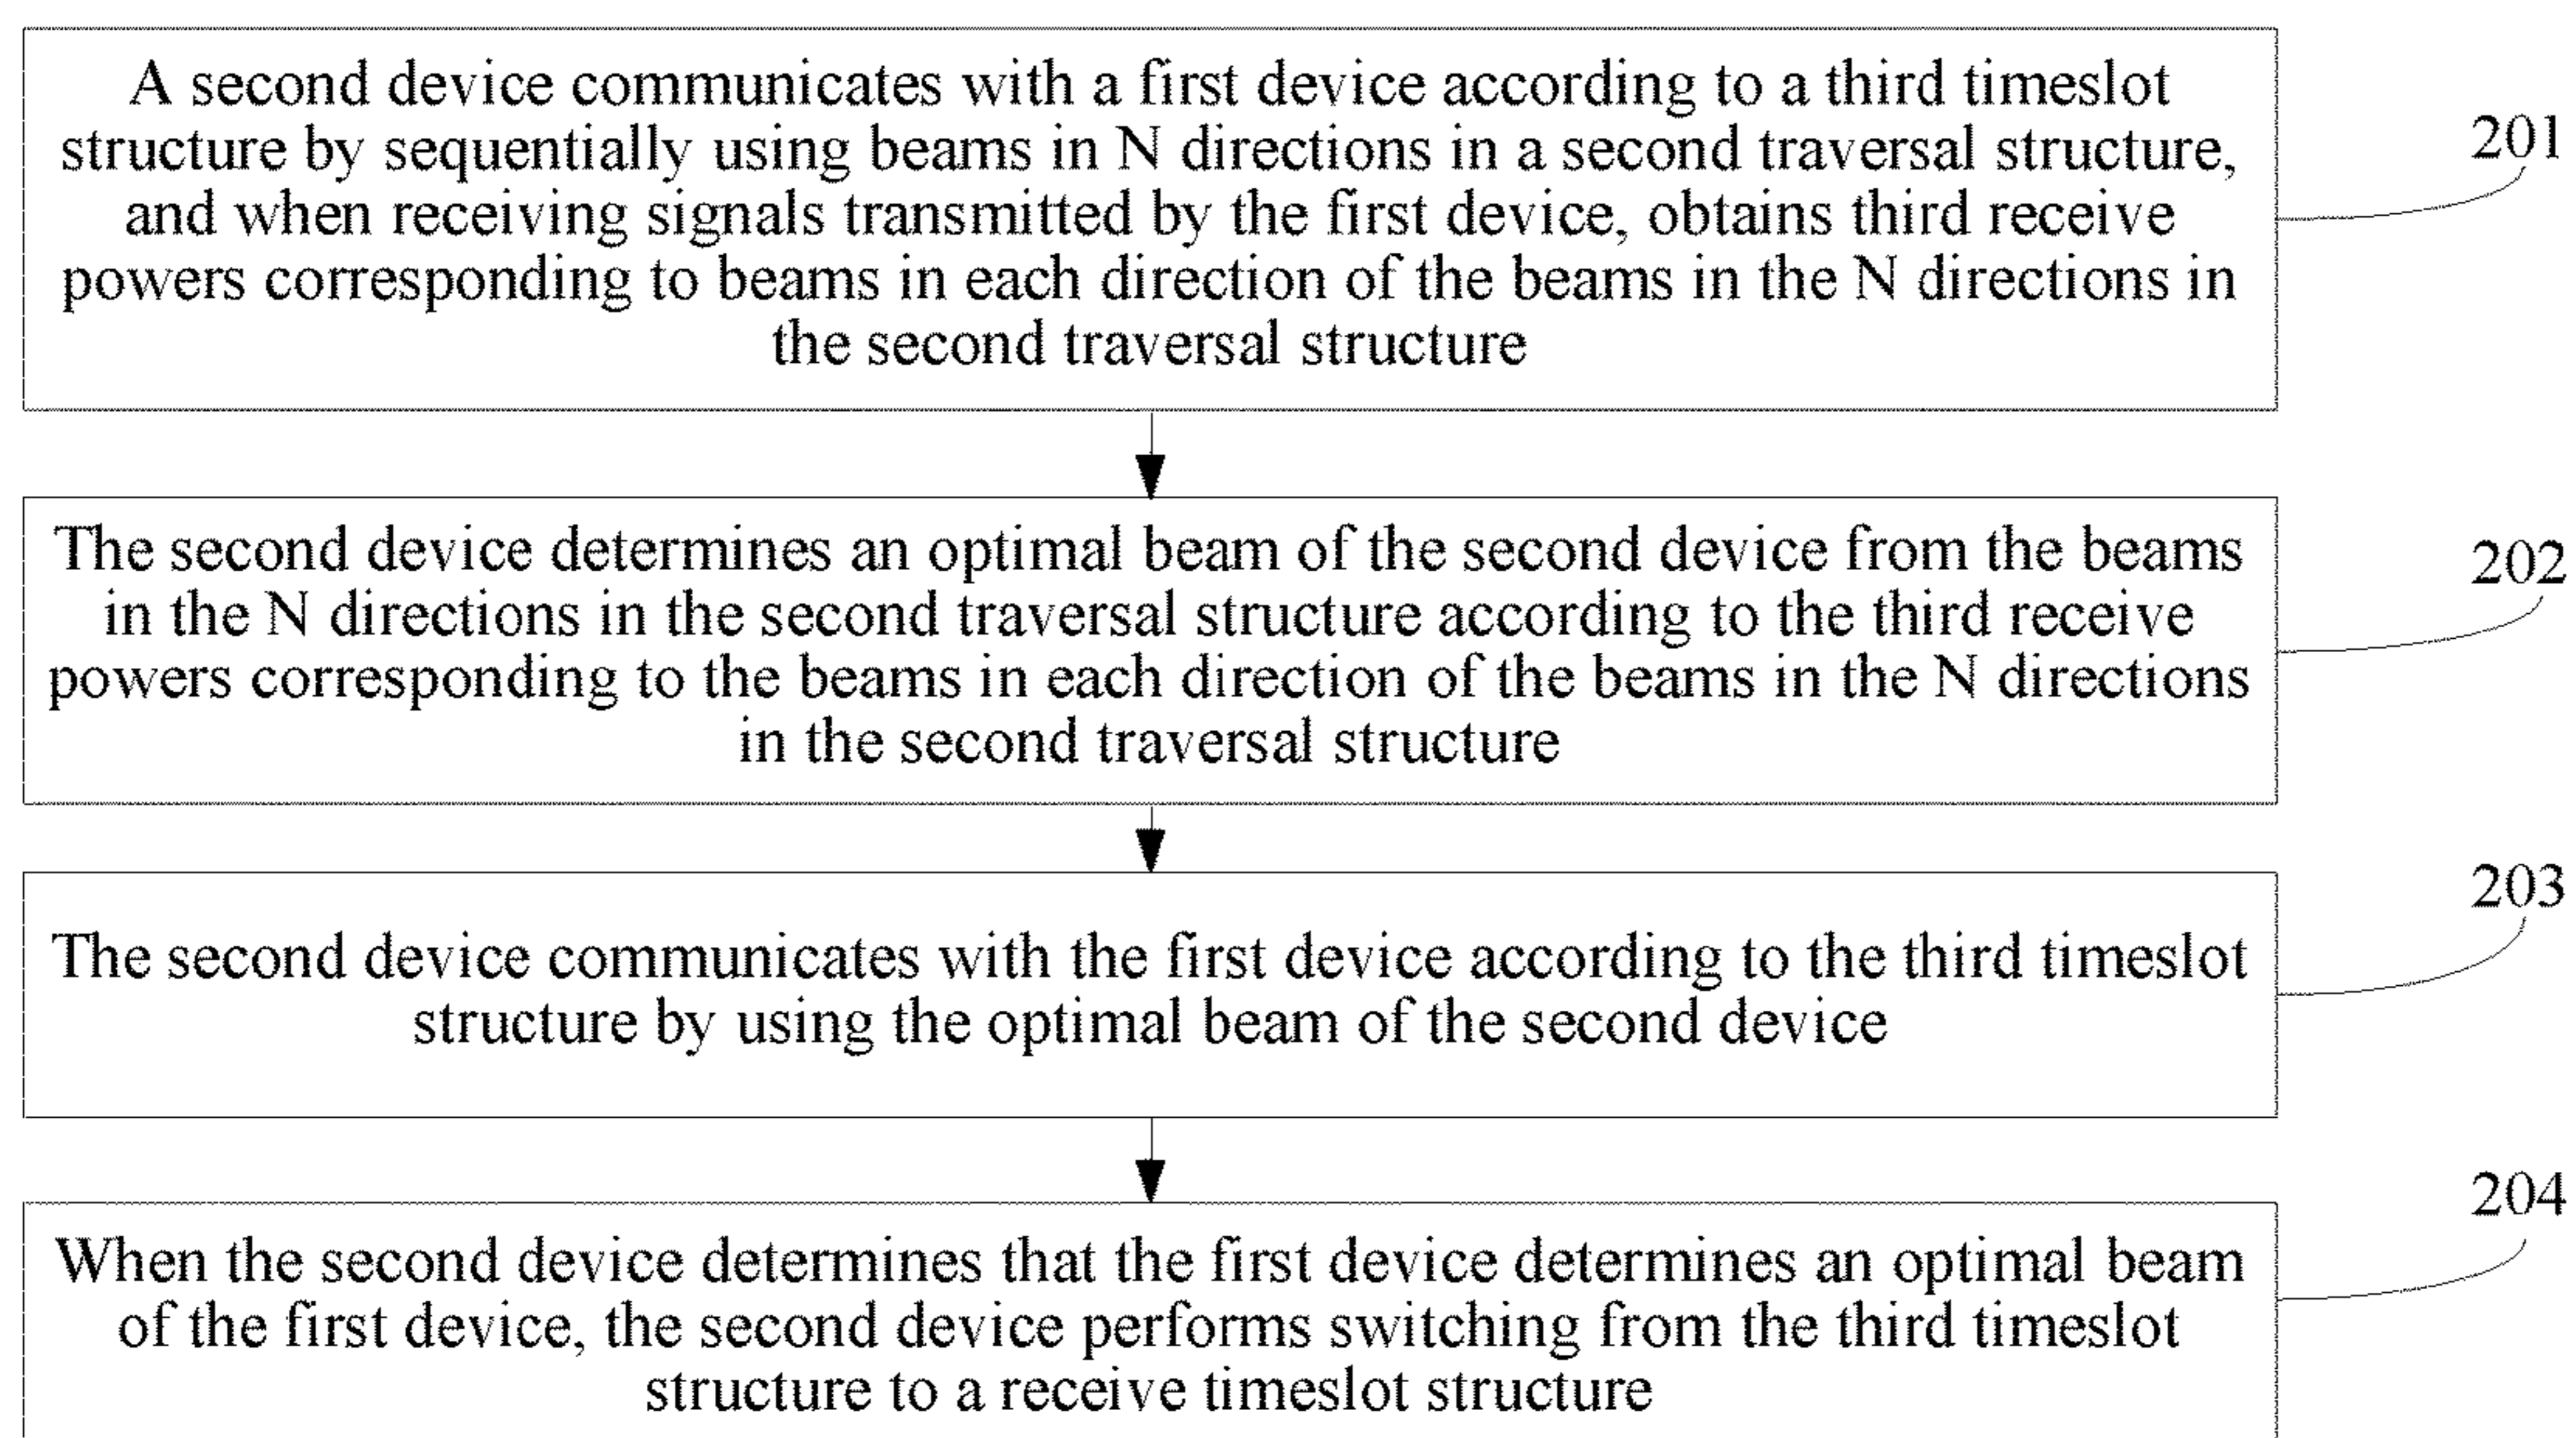 A second device communicates with a first device according to a third timeslot
structure by sequentially using beams in N directions in a second traversal structure,
and when receiving signals transmitted by the first device, obtains third receive
powers corresponding to beams in each direction of the beams in the N directions in
the second traversal structure
201
The second device determines an optimal beam of the second device from the beams
in the N directions in the second traversal structure according to the third receive
powers corresponding to the beams in each direction of the beams in the N directions
in the second traversal structure
202
The second device communicates with the first device according to the third timeslot
structure by using the optimal beam of the second device
203
When the second device determines that the first device determines an optimal beam
of the first device, the second device performs switching from the third timeslot
structure to a receive timeslot structure
204